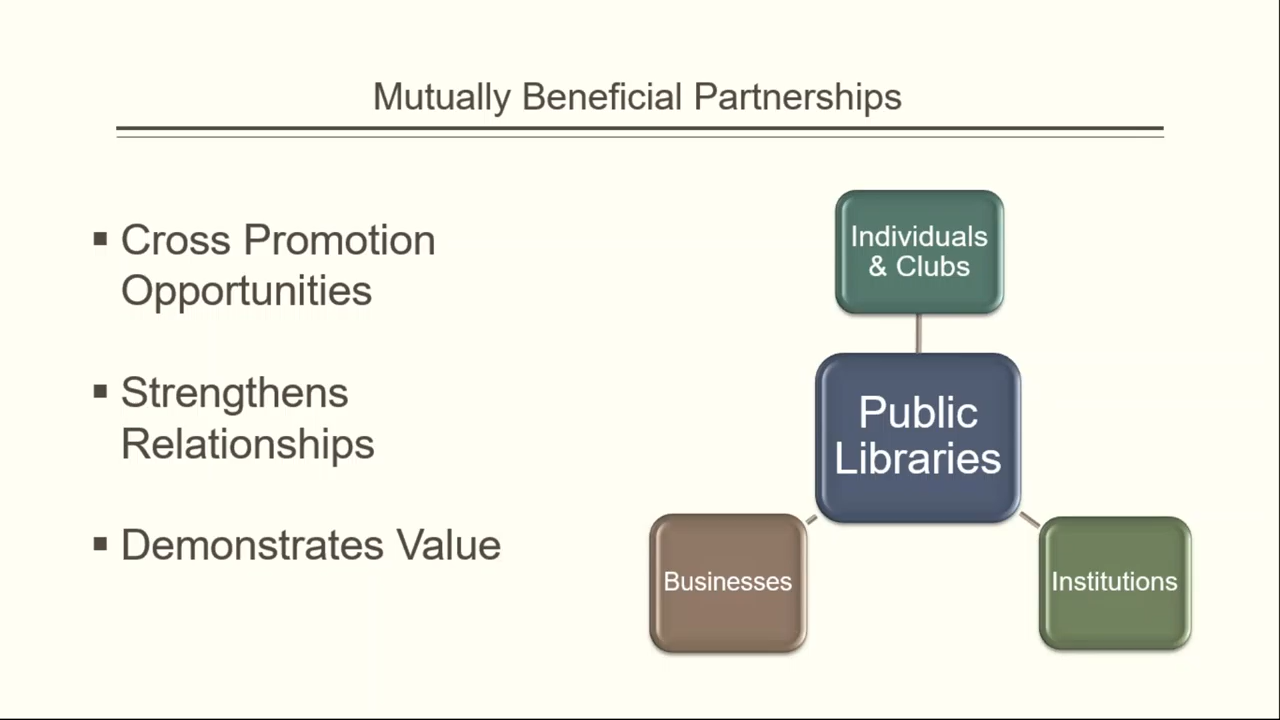 Mutually Beneficial Partnerships
▪ Cross Promotion
Opportunities
▪ Strengthens
Relationships
▪ Demonstrates Value
Individuals
& Clubs
Public
Libraries
Businesses
Institutions